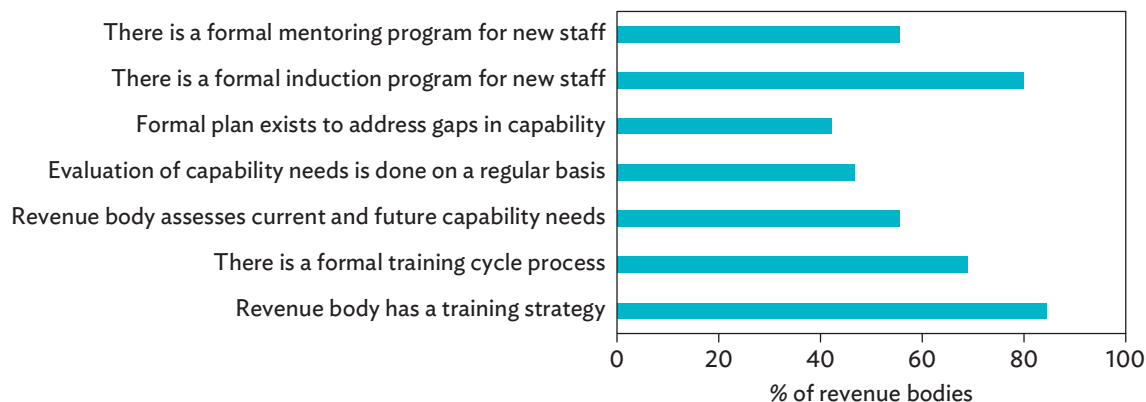 There is a formal mentoring program for new staff
There is a formal induction program for new staff
Formal plan exists to address gaps in capability
Evaluation of capability needs is done on a regular basis
Revenue body assesses current and future capability needs
There is a formal training cycle process
Revenue body has a training strategy
0 20 40 60 80 100
% of revenue bodies